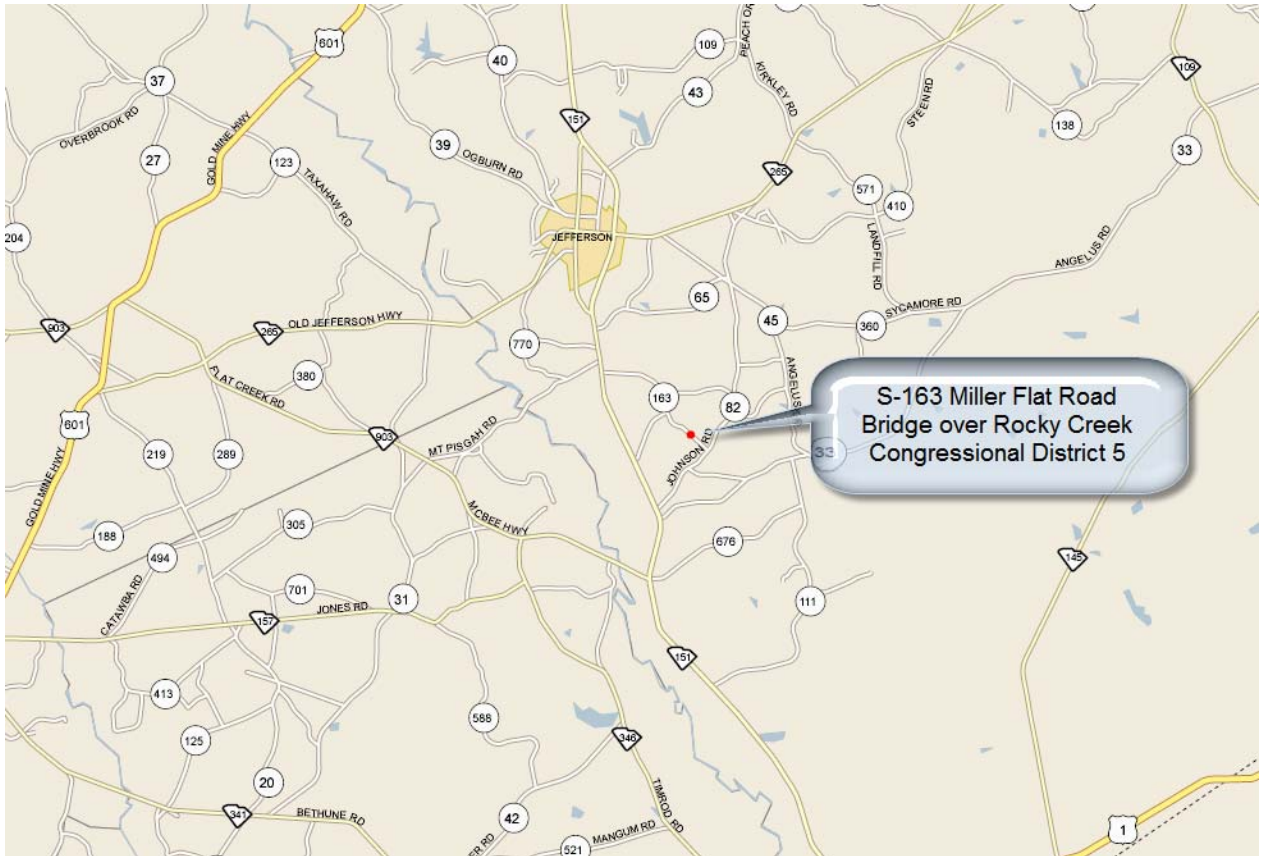 601
PEACH OR
109
40
37
109
KIRKLEY RD
43
STEEN RD
OVERBROOK RD
151
138
GOLD MINE HWY
39
27
123
OGBURN RD
33
TAXAHAW RD
265
571
410
204
JEFFERSON
LANDFILL RD
ANGELUS RD
65
SYCAMORE RD
45
360
903
265
OLD JEFFERSON HWY
770
380
FLAT CREEK RD
163
82
S-163 Miller Flat Road
Bridge over Rocky Creek
Congressional District 5
601
903
MT PISGAH RD
JOHNSON RD
33
219
289
GOLD MINE HWY
MCBEE HWY
305
188
676
494
145
701
31
111
CATAWBA RD
157
JONES RD
151
413
588
125
346
20
TIMROD RD
341
BETHUNE RD
42
1
MANGUM RD
521